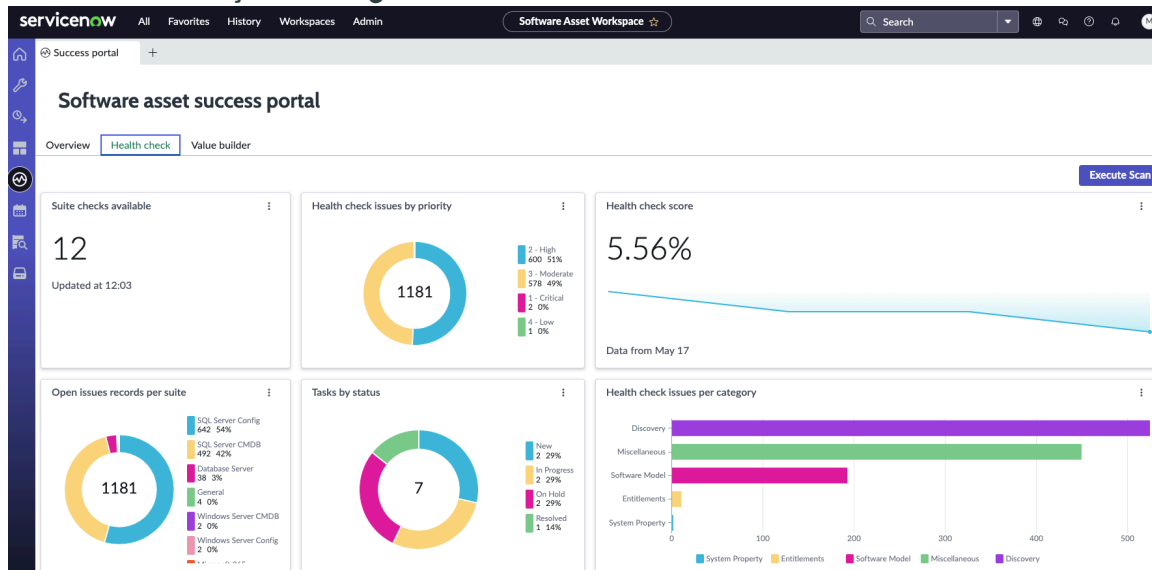 servicenow All Favorites History Workspaces Admin Software Asset Workspace Search
Success portal
Software asset success portal
Overview Health check Value builder
Execute Scan
Suite checks available
12
Updated at 12:03
Health check issues by priority
1181
2 - High
600 51%
3 - Moderate
578 49%
1 - Critical
2 0%
4 - Low
1 0%
Health check score
5.56%
Data from May 17
Open issues records per suite
1181
SQL Server Config
642 54%
SQL Server CMDB
492 42%
Database Server
38 3%
General
4 0%
Windows Server CMDB
2 0%
Windows Server Config
2 0%
Tasks by status
7
New
2 29%
In Progress
2 29%
On Hold
2 29%
Resolved
1 14%
Health check issues per category
Discovery
Miscellaneous
Software Model
Entitlements
System Property
0 100 200 300 400 500
System Property Entitlements Software Model Miscellaneous Discovery